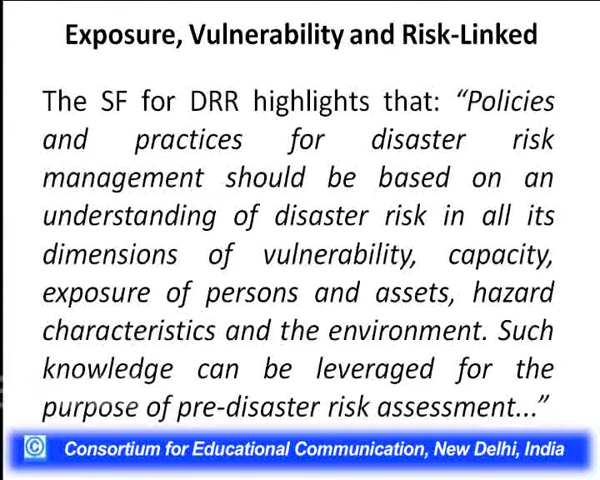 Exposure, Vulnerability and Risk-Linked
The SF for DRR highlights that: “Policies
and practices for disaster risk
management should be based on an
understanding of disaster risk in all its
dimensions of vulnerability, capacity,
exposure of persons and assets, hazard
characteristics and the environment. Such
knowledge can be leveraged for the
purpose of pre-disaster risk assessment...”
© Consortium for Educational Communication, New Delhi, India